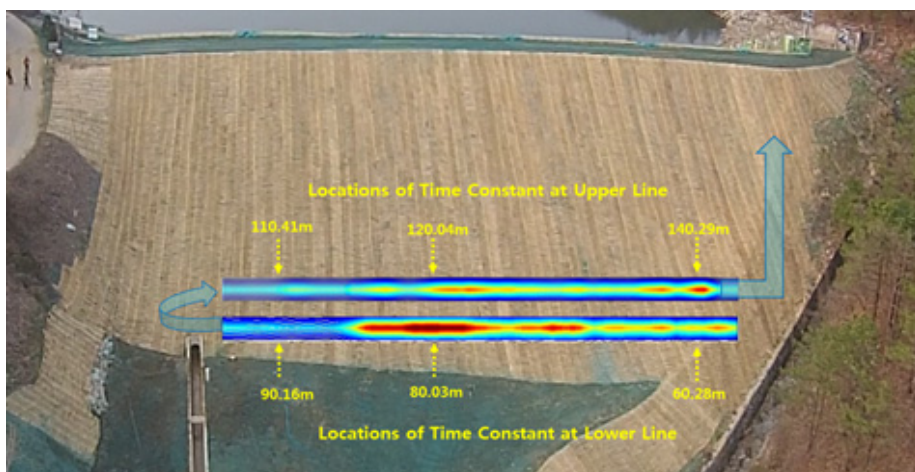 Locations of Time Constant at Upper Line
110.41m 120.04m 140.29m
90.16m 80.03m 60.28m
Locations of Time Constant at Lower Line